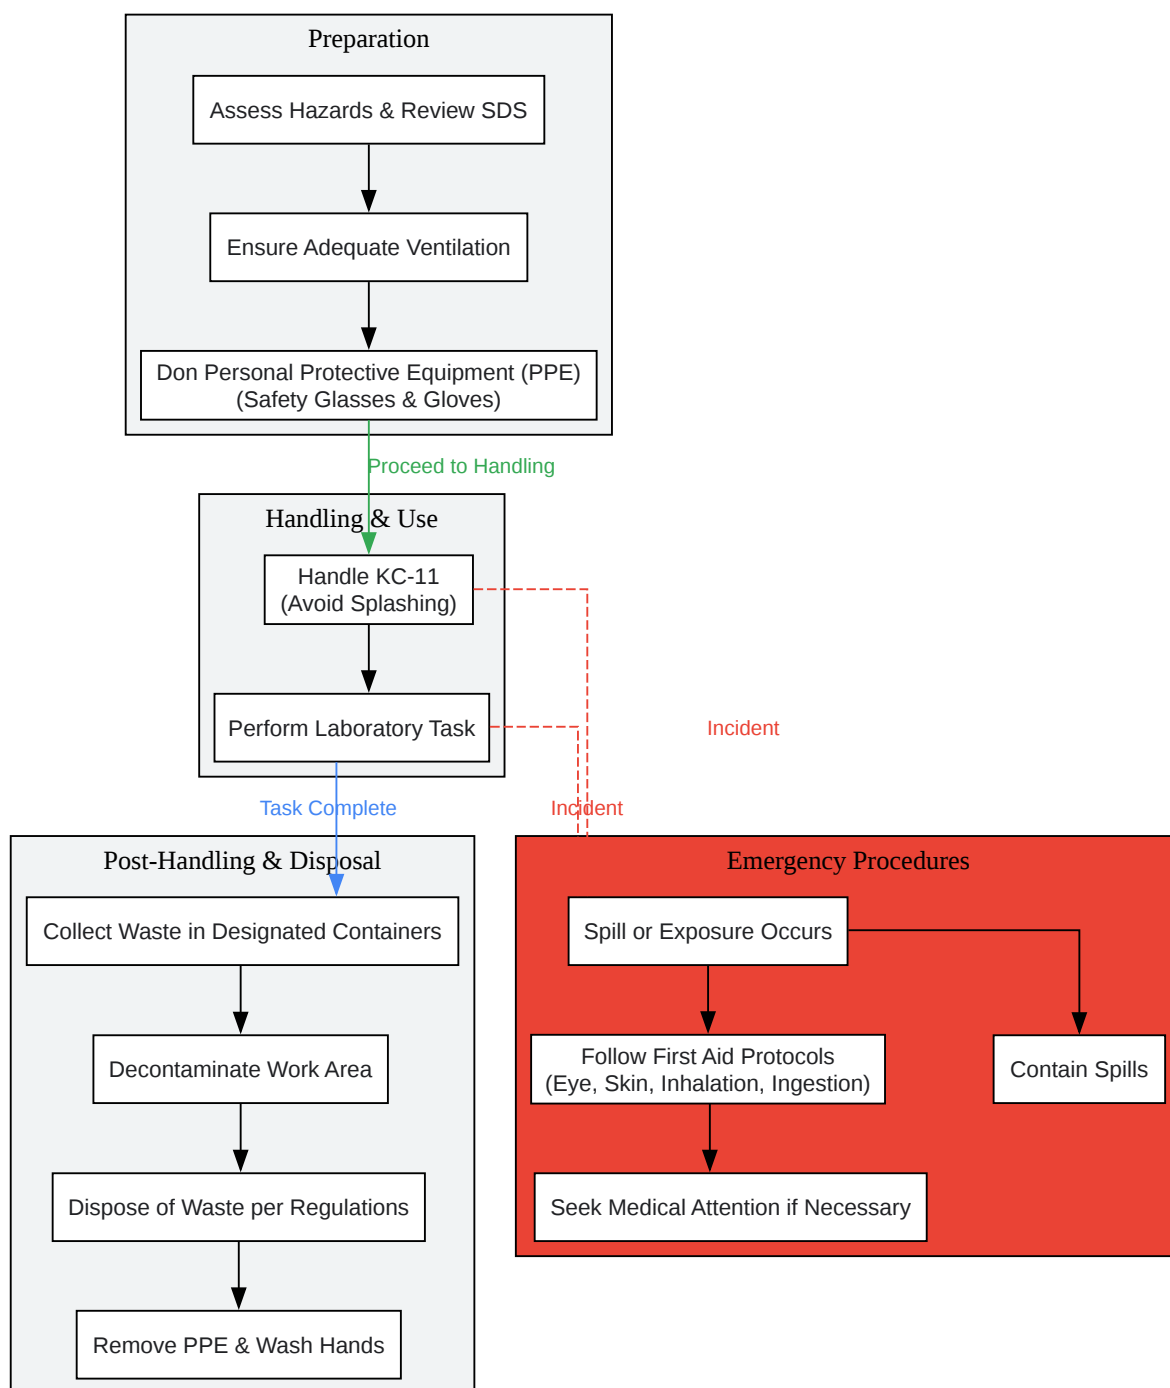 Preparation
Assess Hazards & Review SDS
Ensure Adequate Ventilation
Don Personal Protective Equipment (PPE)
(Safety Glasses & Gloves)
Proceed to Handling
Handling & Use
Handle KC-11
(Avoid Splashing)
Perform Laboratory Task
Incident
Task Complete
Incident
Post-Handling & Disposal
Collect Waste in Designated Containers
Decontaminate Work Area
Dispose of Waste per Regulations
Remove PPE & Wash Hands
Emergency Procedures
Spill or Exposure Occurs
Follow First Aid Protocols
(Eye, Skin, Inhalation, Ingestion)
Contain Spills
Seek Medical Attention if Necessary